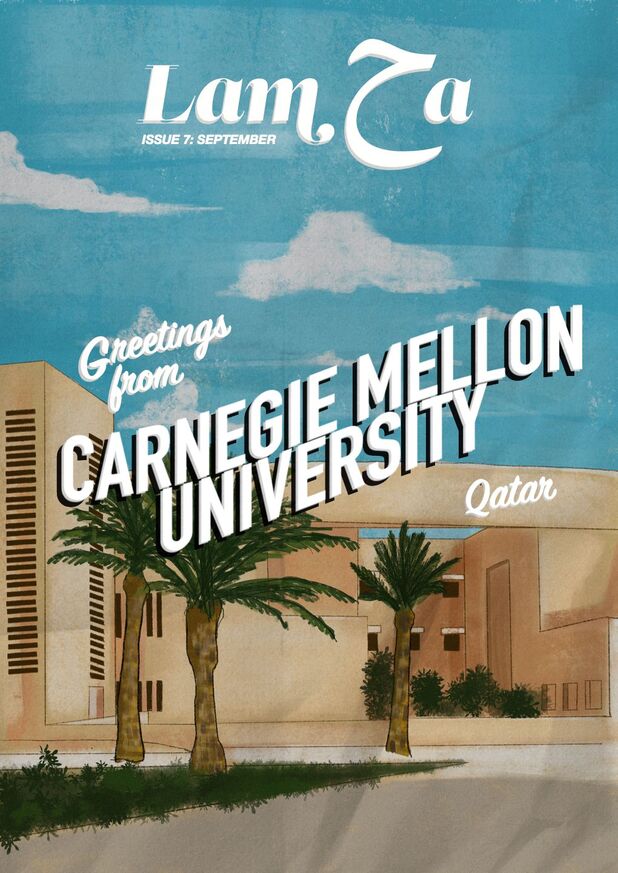 Lamحa
ISSUE 7: SEPTEMBER
Greetings
from
CARNEGIE MELLON
UNIVERSITY
Qatar